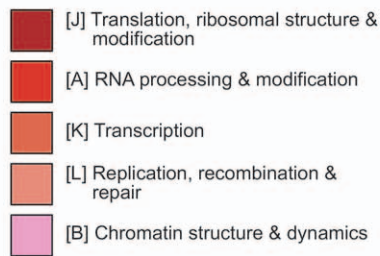 [J] Translation, ribosomal structure &
modification
[A] RNA processing & modification
[K] Transcription
[L] Replication, recombination &
repair
[B] Chromatin structure & dynamics